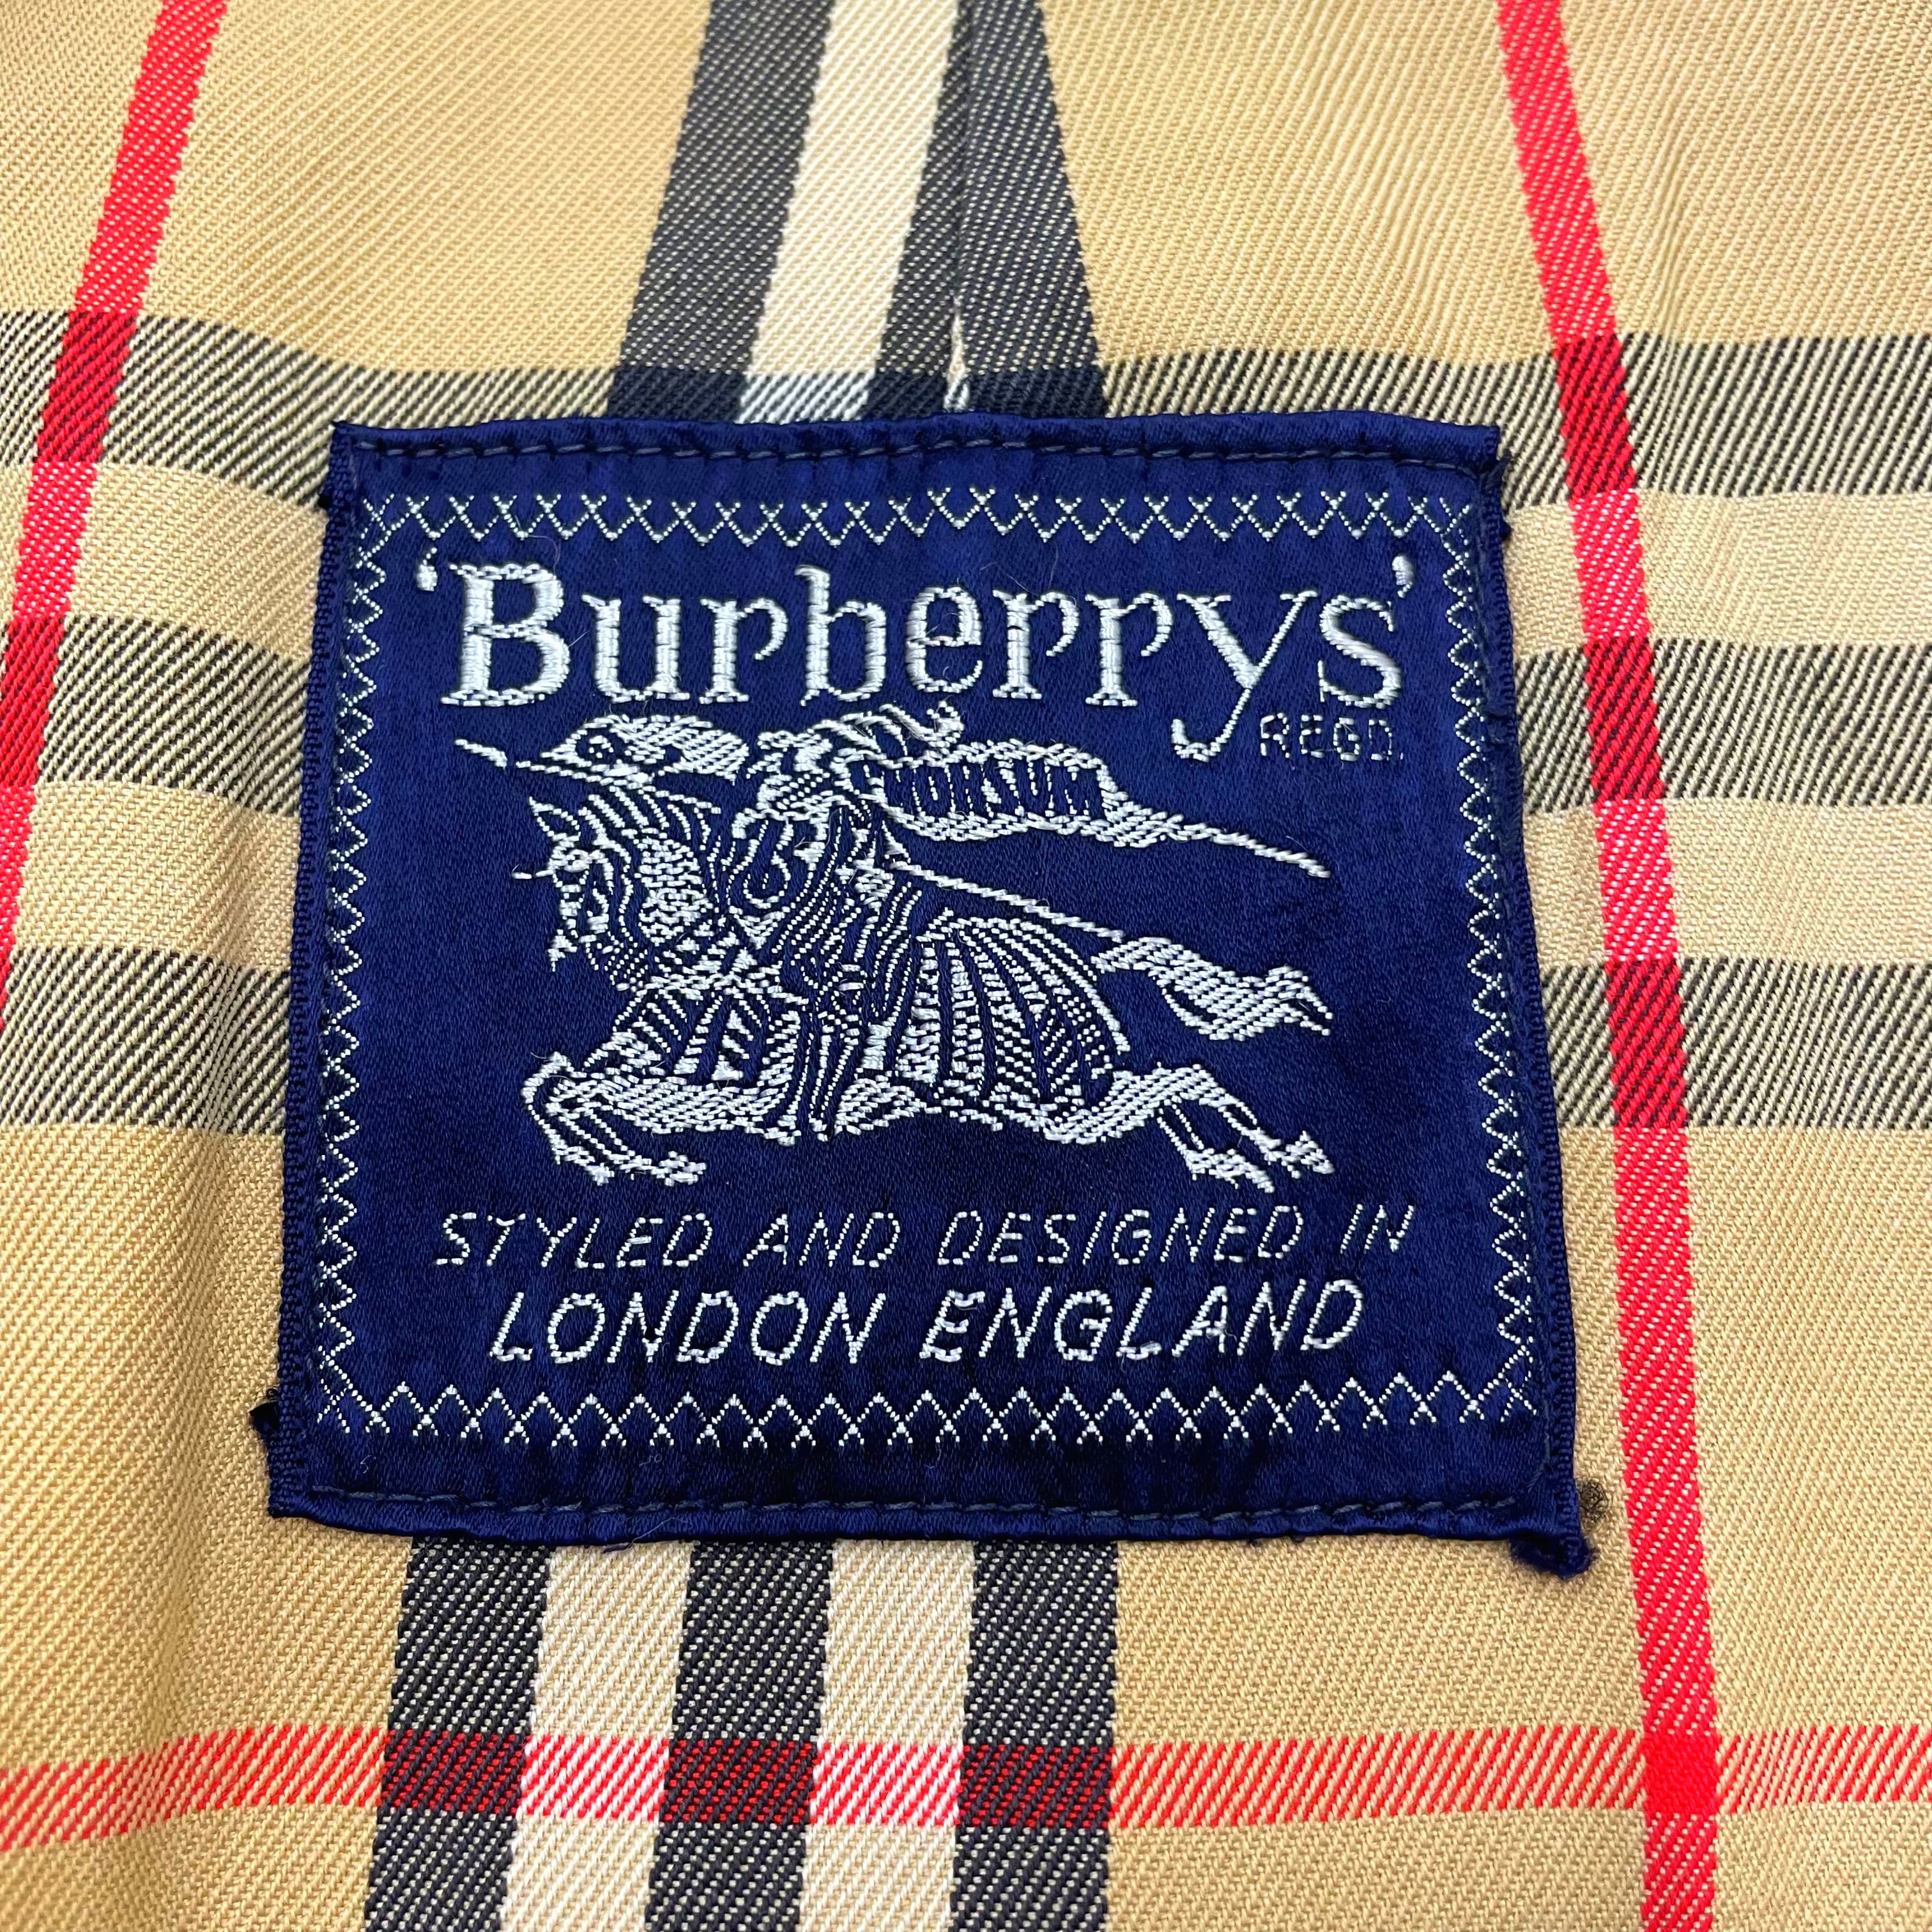 'Burberrys'
REGD.
PRORSUM
STYLED AND DESIGNED IN
LONDON ENGLAND